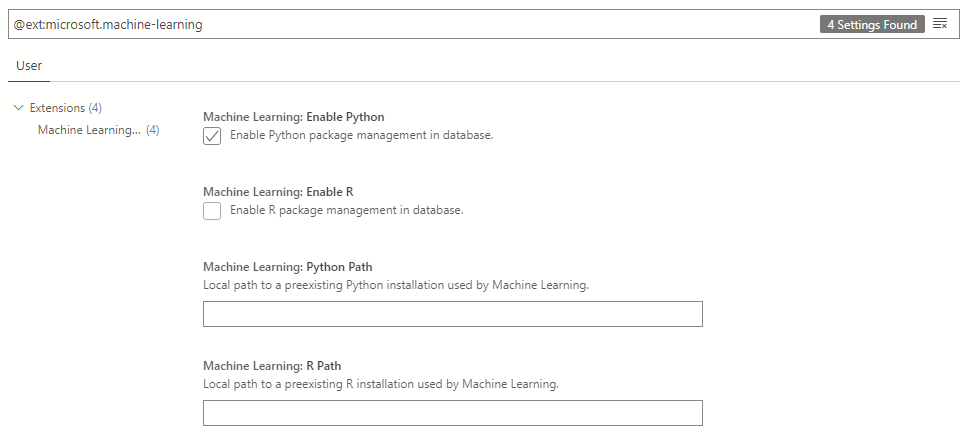 @ext:microsoft.machine-learning
4 Settings Found
User
Extensions (4)
Machine Learning... (4)
Machine Learning: Enable Python
Enable Python package management in database.
Machine Learning: Enable R
Enable R package management in database.
Machine Learning: Python Path
Local path to a preexisting Python installation used by Machine Learning.
Machine Learning: R Path
Local path to a preexisting R installation used by Machine Learning.